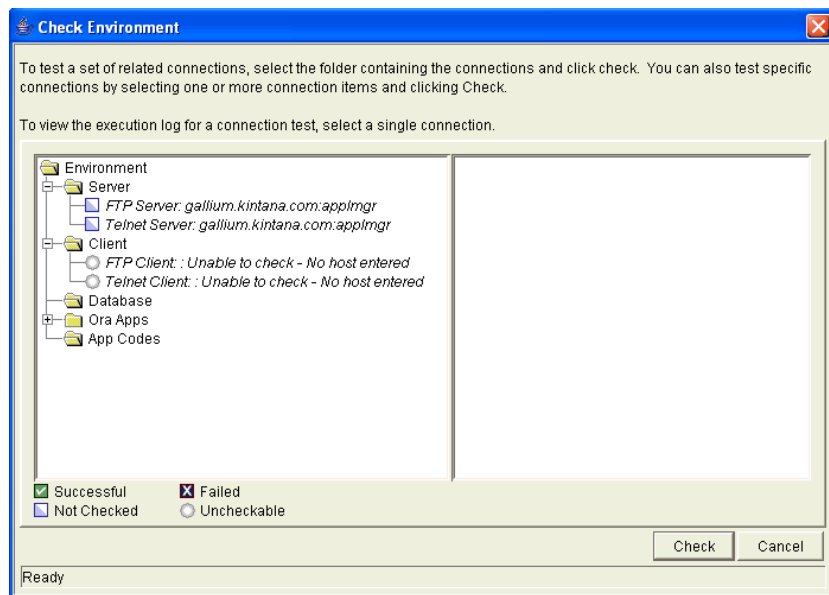 Check Environment
To test a set of related connections, select the folder containing the connections and click check. You can also test specific
connections by selecting one or more connection items and clicking Check.
To view the execution log for a connection test, select a single connection.
Environment
Server
FTP Server: gallium.kintana.com:applmgr
Telnet Server: gallium.kintana.com:applmgr
Client
FTP Client: : Unable to check - No host entered
Telnet Client: : Unable to check - No host entered
Database
Ora Apps
App Codes
Successful Failed
Not Checked Uncheckable
Check Cancel
Ready